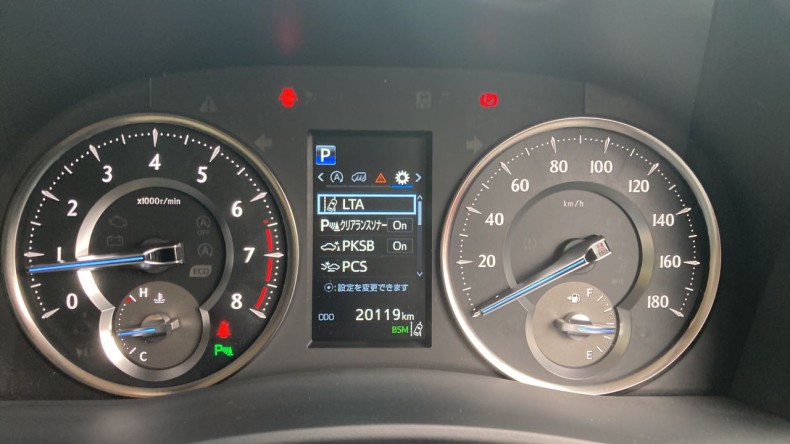 x1000r/min
0
1
2
3
4
5
6
7
8
H
C
ECO
P
LTA
クリアランスソナー On
PKSB On
PCS
:設定を変更できます
ODO 20119km
BSM
km/h
20
40
60
80
100
120
140
160
180
F
E